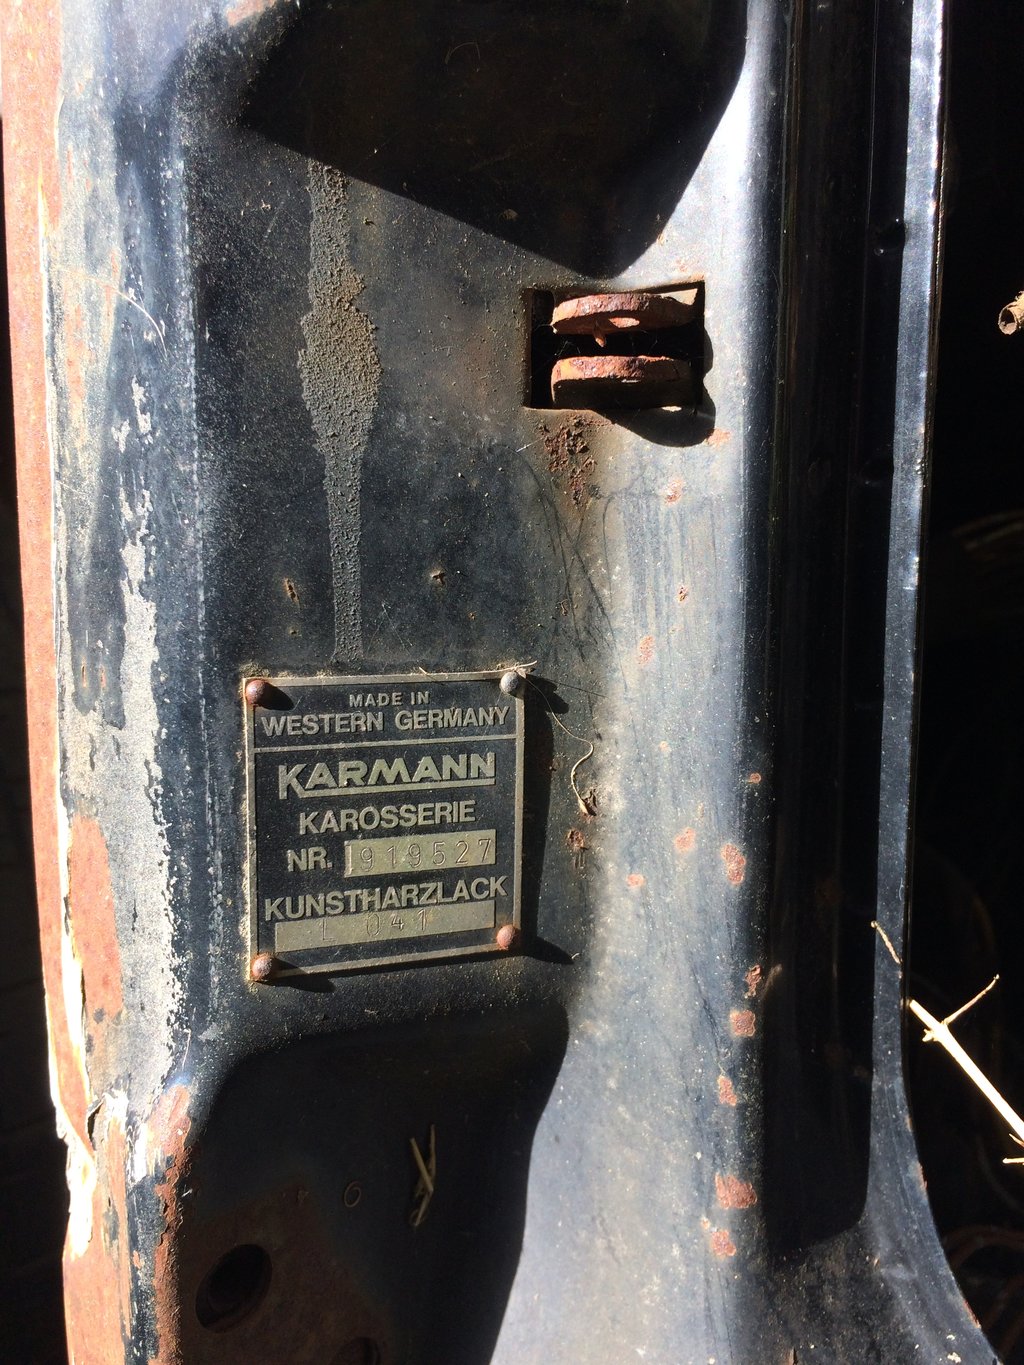 MADE IN
WESTERN GERMANY
KARMANN
KAROSSERIE
NR. 919527
KUNSTHARZLACK
L 041